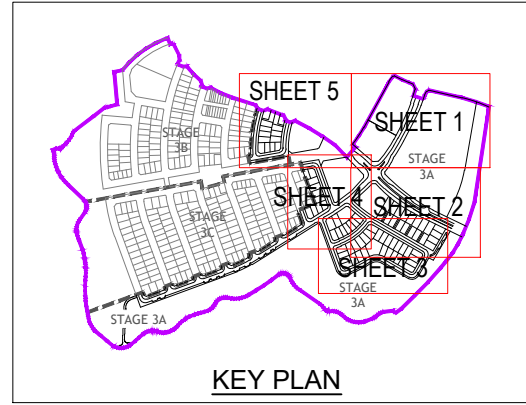 SHEET 5
SHEET 1
STAGE
3B
STAGE
3A
SHEET 4
SHEET 2
STAGE
3C
SHEET 3
STAGE
3A
STAGE 3A
KEY PLAN